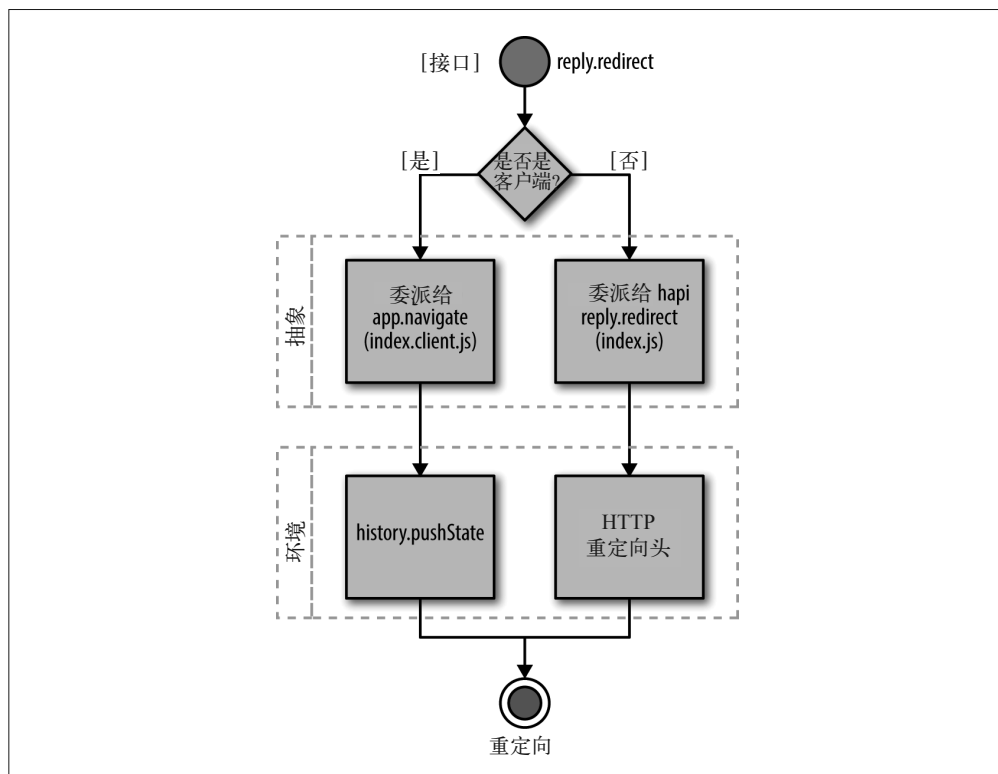 [接口] reply.redirect
[是]
是否是
客户端?
[否]
抽象
委派给
app.navigate
(index.client.js)
委派给 hapi
reply.redirect
(index.js)
环境
history.pushState
HTTP
重定向头
重定向